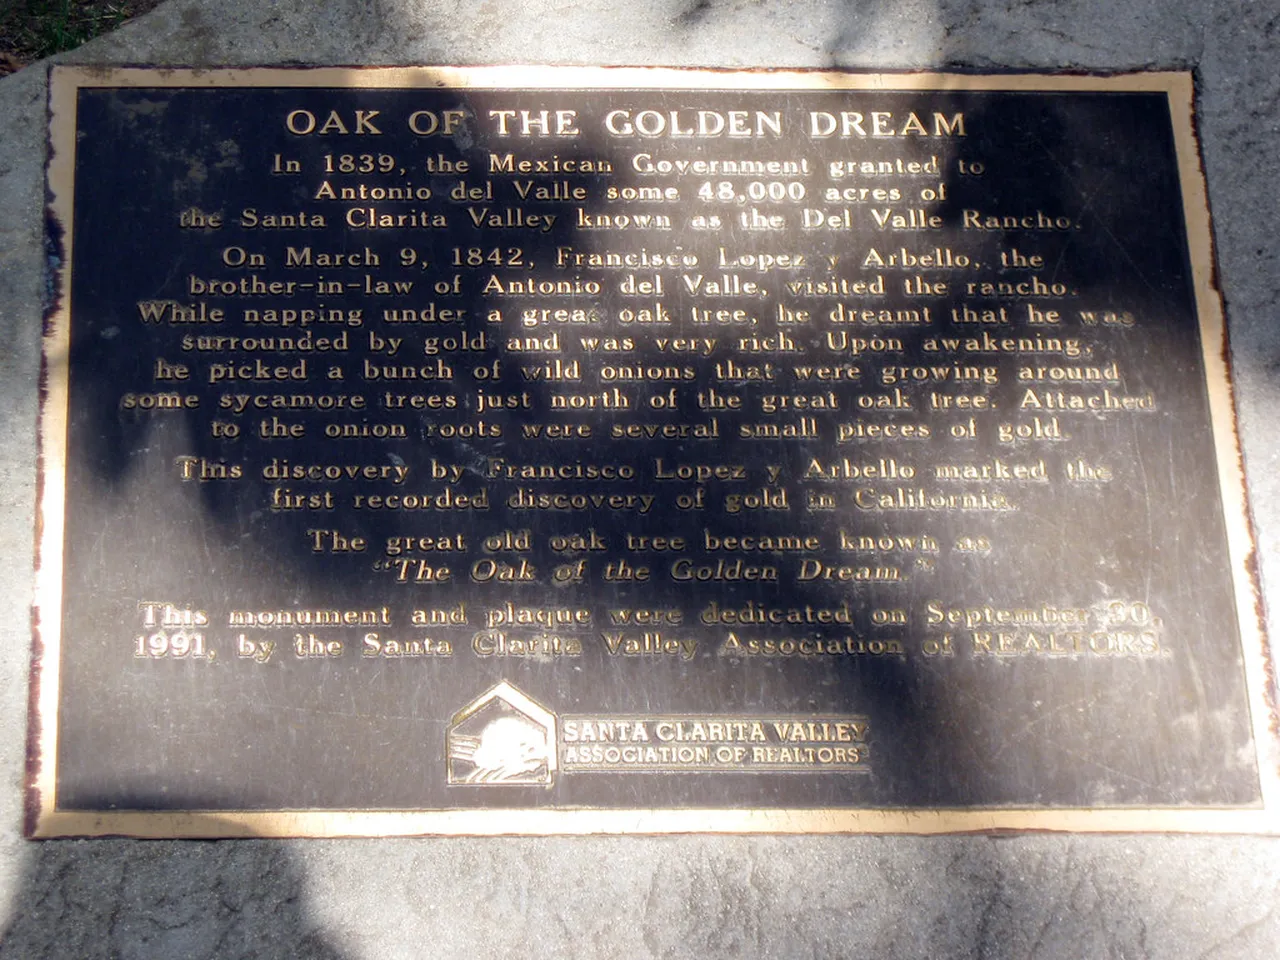 OAK OF THE GOLDEN DREAM
In 1839, the Mexican Government granted to
Antonio del Valle some 48,000 acres of
the Santa Clarita Valley known as the Del Valle Rancho.
On March 9, 1842, Francisco Lopez y Arbello, the
brother-in-law of Antonio del Valle, visited the rancho.
While napping under a great oak tree, he dreamt that he was
surrounded by gold and was very rich. Upon awakening,
he picked a bunch of wild onions that were growing around
some sycamore trees just north of the great oak tree. Attached
to the onion roots were several small pieces of gold.
This discovery by Francisco Lopez y Arbello marked the
first recorded discovery of gold in California.
The great old oak tree became known as
"The Oak of the Golden Dream."
This monument and plaque were dedicated on September 30,
1991, by the Santa Clarita Valley Association of REALTORS.
SANTA CLARITA VALLEY
ASSOCIATION OF REALTORS